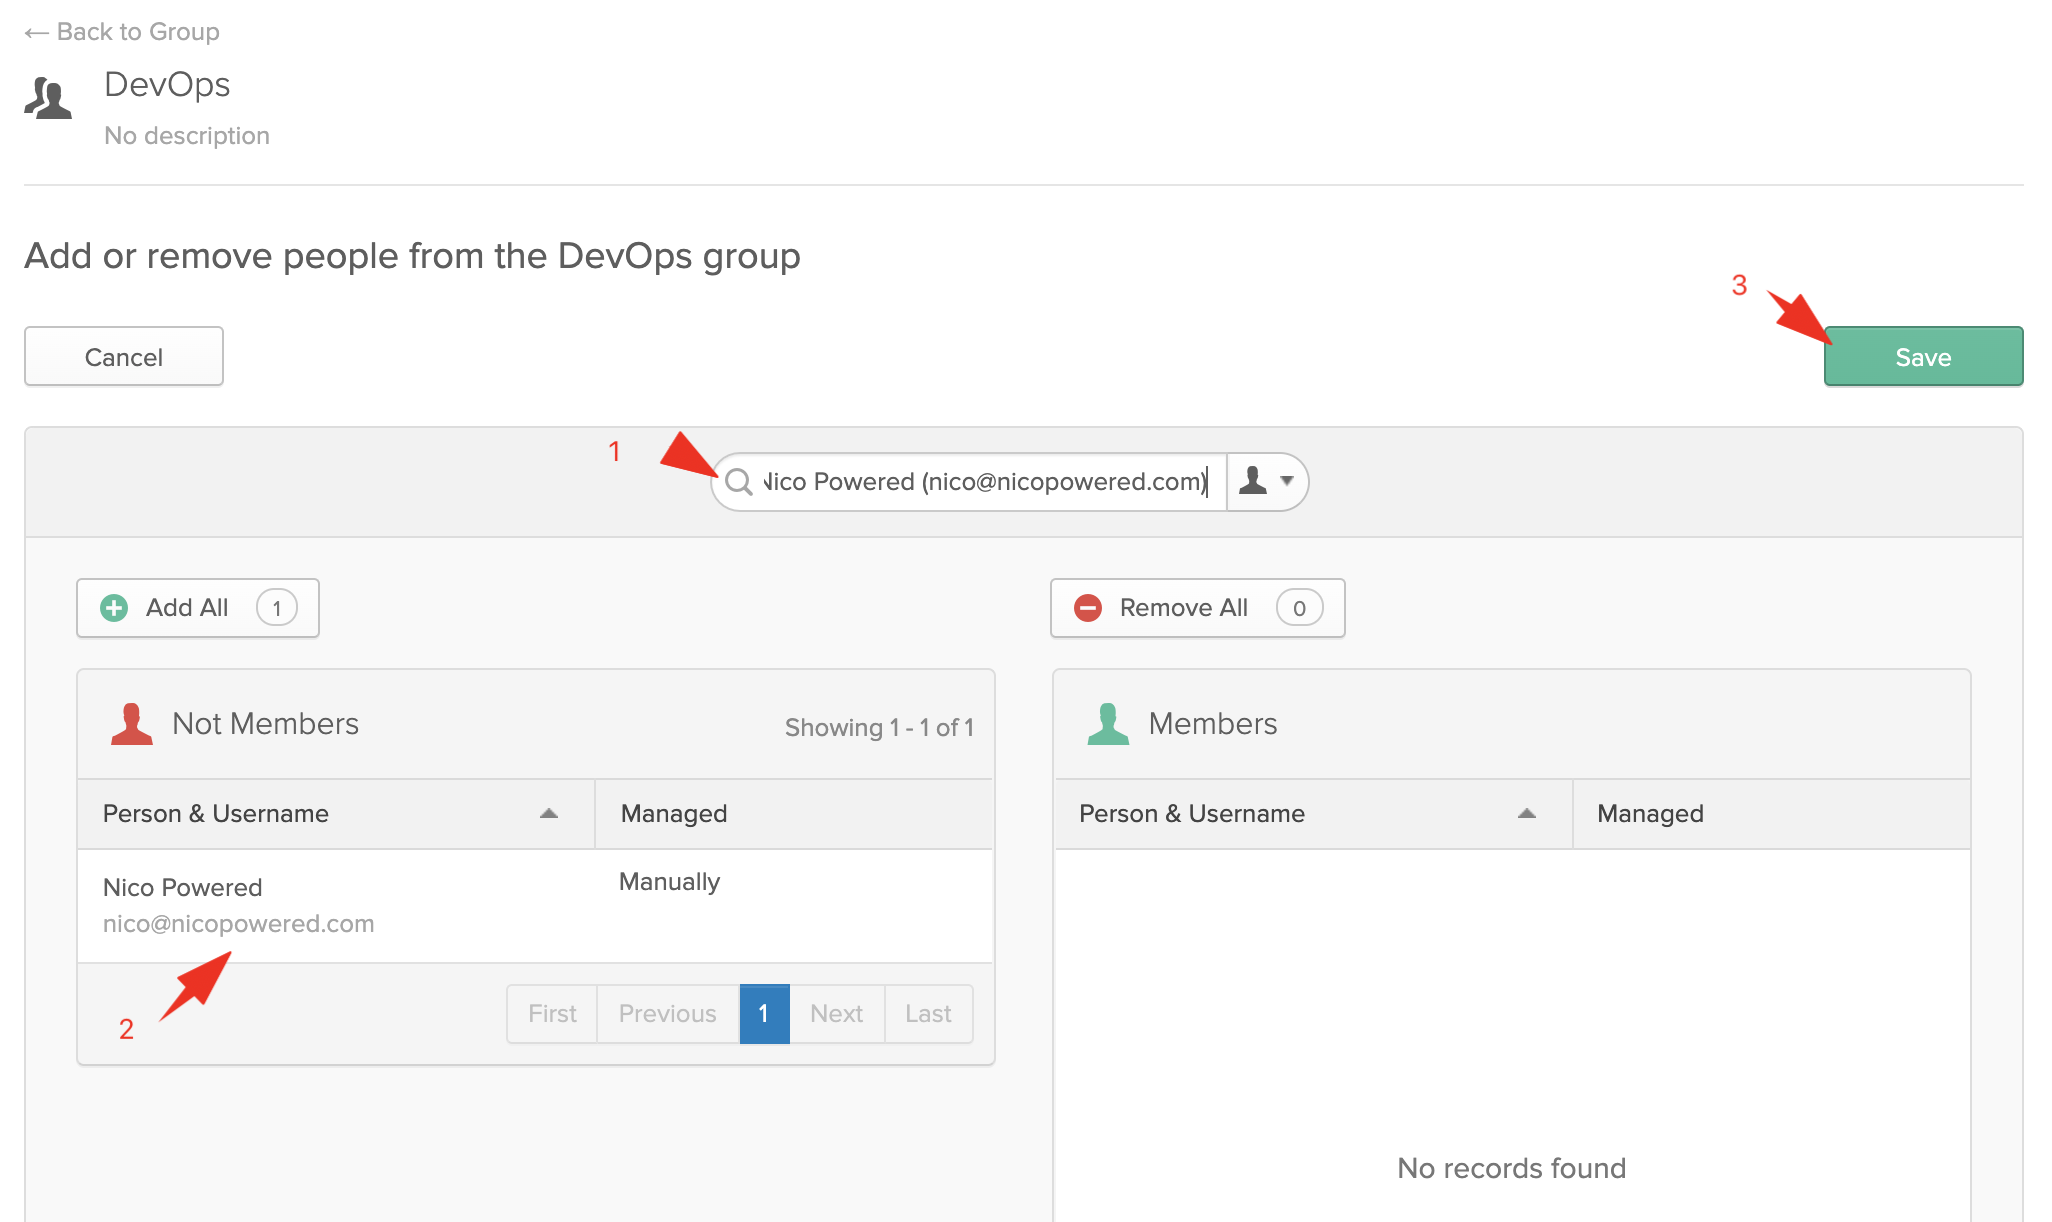 ← Back to Group
DevOps
No description
Add or remove people from the DevOps group
3
Cancel
Save
1
Nico Powered (nico@nicopowered.com)
Add All 1
Remove All 0
Not Members
Showing 1 - 1 of 1
Members
Person & Username
Managed
Person & Username
Managed
Nico Powered
Manually
nico@nicopowered.com
2
First Previous 1 Next Last
No records found